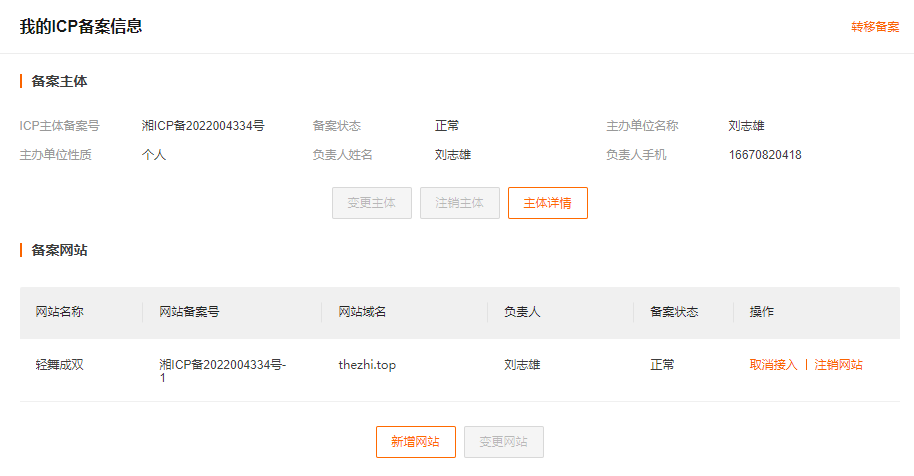 我的ICP备案信息 转移备案
备案主体
ICP主体备案号 湘ICP备2022004334号 备案状态 正常 主办单位名称 刘志雄
主办单位性质 个人 负责人姓名 刘志雄 负责人手机 16670820418
变更主体 注销主体 主体详情
备案网站
网站名称 网站备案号 网站域名 负责人 备案状态 操作
轻舞成双 湘ICP备2022004334号- thezhi.top 刘志雄 正常 取消接入 | 注销网站
1
新增网站 变更网站